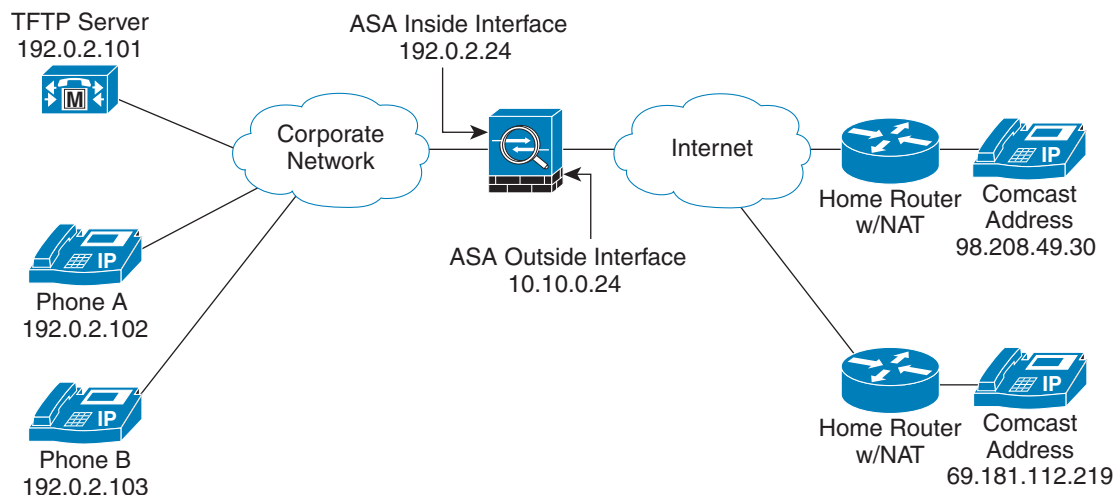 TFTP Server
192.0.2.101
M
ASA Inside Interface
192.0.2.24
Corporate
Network
Internet
IP
Home Router
w/NAT
Comcast
Address
98.208.49.30
ASA Outside Interface
10.10.0.24
IP
Phone A
192.0.2.102
IP
Phone B
192.0.2.103
IP
Home Router
w/NAT
Comcast
Address
69.181.112.219